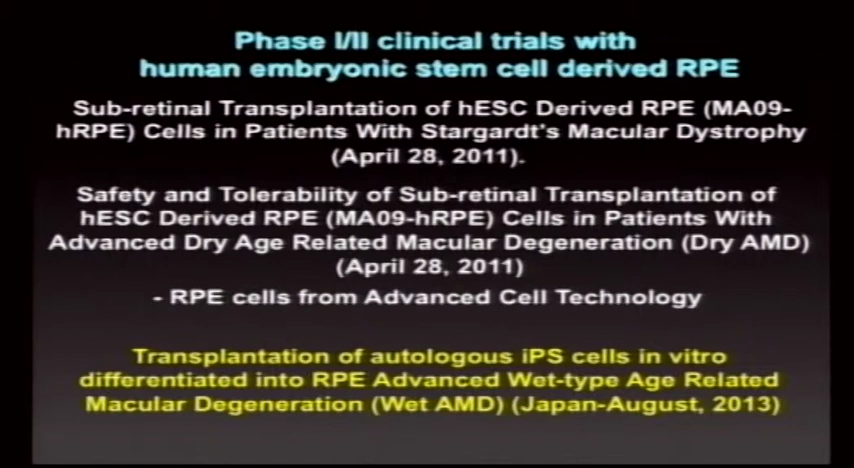 Phase I/II clinical trials with
human embryonic stem cell derived RPE
Sub-retinal Transplantation of hESC Derived RPE (MA09-
hRPE) Cells in Patients With Stargardt's Macular Dystrophy
(April 28, 2011).
Safety and Tolerability of Sub-retinal Transplantation of
hESC Derived RPE (MA09-hRPE) Cells in Patients With
Advanced Dry Age Related Macular Degeneration (Dry AMD)
(April 28, 2011)
- RPE cells from Advanced Cell Technology
Transplantation of autologous iPS cells in vitro
differentiated into RPE Advanced Wet-type Age Related
Macular Degeneration (Wet AMD) (Japan-August, 2013)